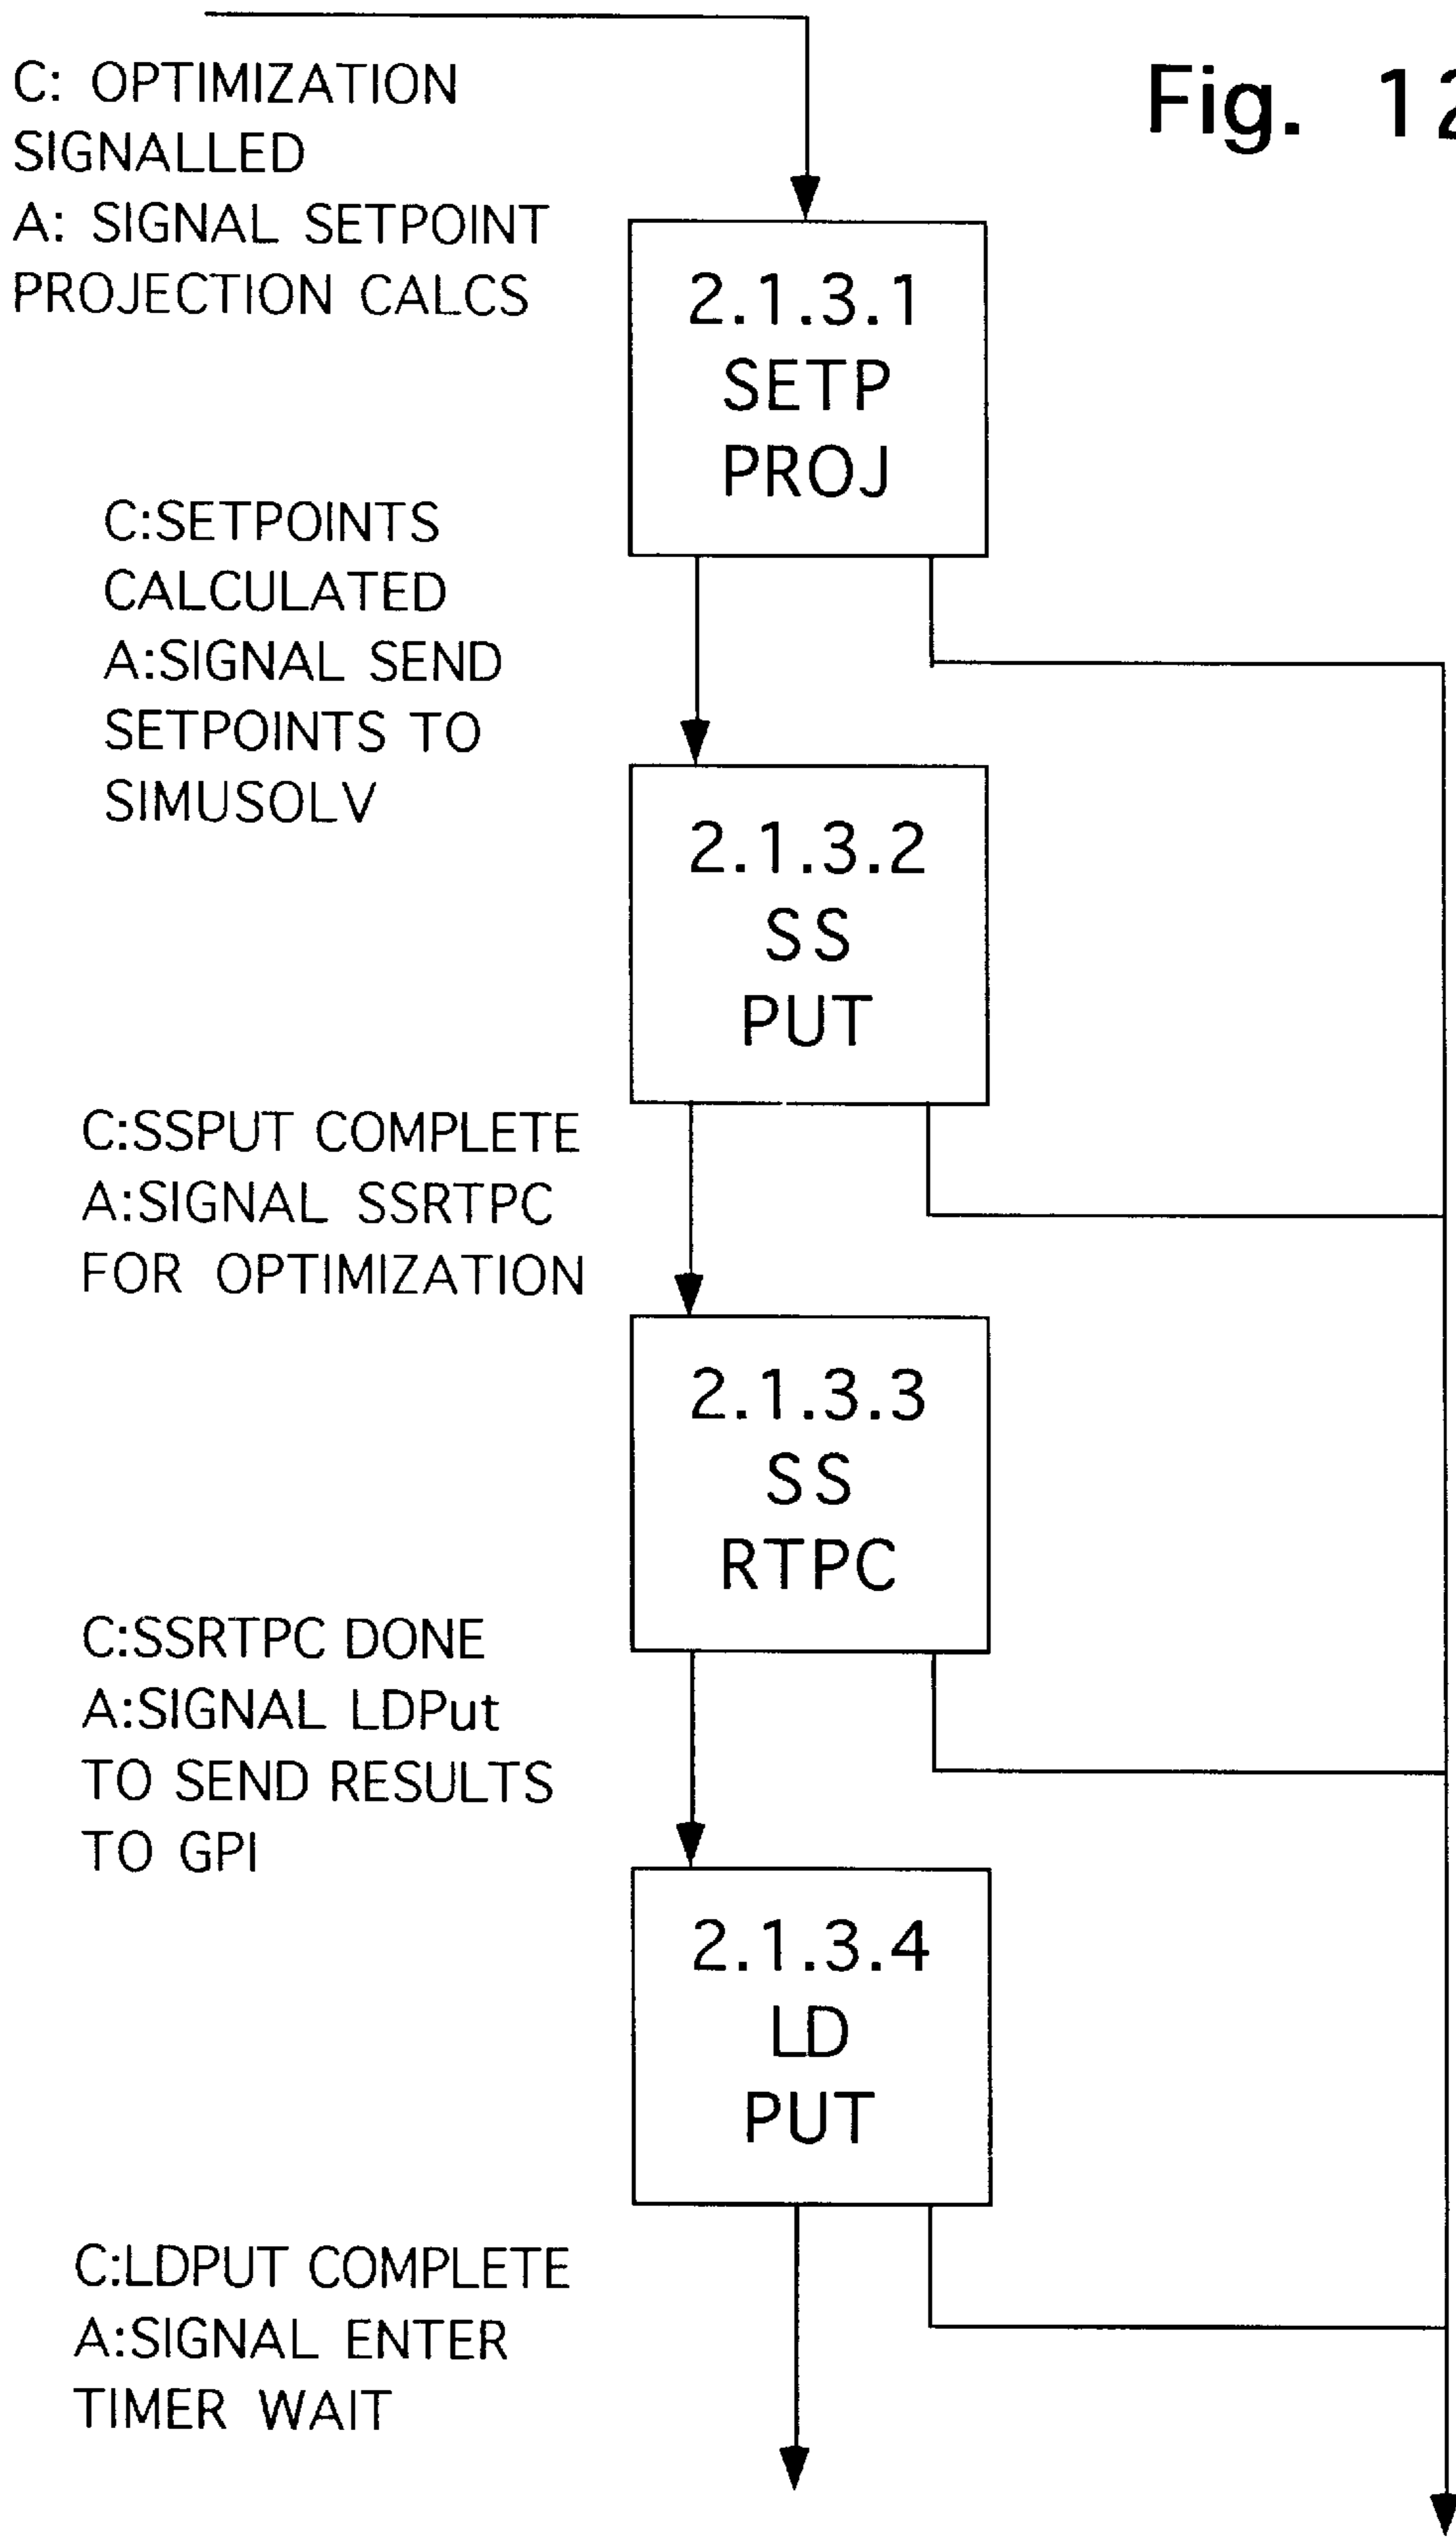 Fig. 12
C: OPTIMIZATION
SIGNALLED
A: SIGNAL SETPOINT
PROJECTION CALCS
2.1.3.1
SETP
PROJ
C:SETPOINTS
CALCULATED
A:SIGNAL SEND
SETPOINTS TO
SIMUSOLV
2.1.3.2
SS
PUT
C:SSPUT COMPLETE
A:SIGNAL SSRTPC
FOR OPTIMIZATION
2.1.3.3
SS
RTPC
C:SSRTPC DONE
A:SIGNAL LDPut
TO SEND RESULTS
TO GPI
2.1.3.4
LD
PUT
C:LDPUT COMPLETE
A:SIGNAL ENTER
TIMER WAIT